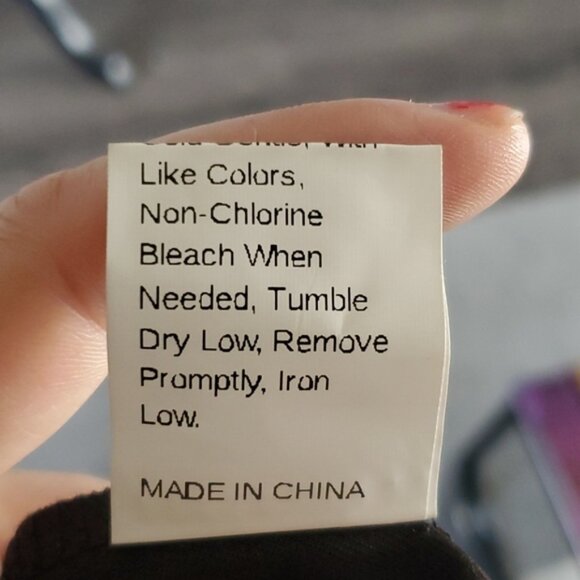 Like Colors,
Non-Chlorine
Bleach When
Needed, Tumble
Dry Low, Remove
Promptly, Iron
Low.
MADE IN CHINA